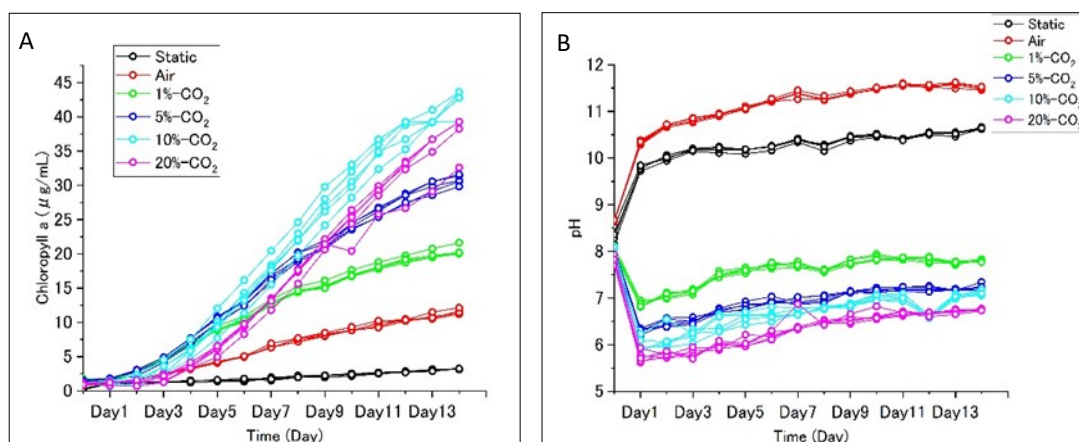 A
Static
Air
1%-CO₂
5%-CO₂
10%-CO₂
20%-CO₂
45
40
35
30
25
20
15
10
5
0
Chloropyll a (μg/mL)
Day1 Day3 Day5 Day7 Day9 Day11 Day13
Time (Day)
B
Static
Air
1%-CO₂
5%-CO₂
10%-CO₂
20%-CO₂
12
11
10
9
8
7
6
5
pH
Day1 Day3 Day5 Day7 Day9 Day11 Day13
Time (Day)